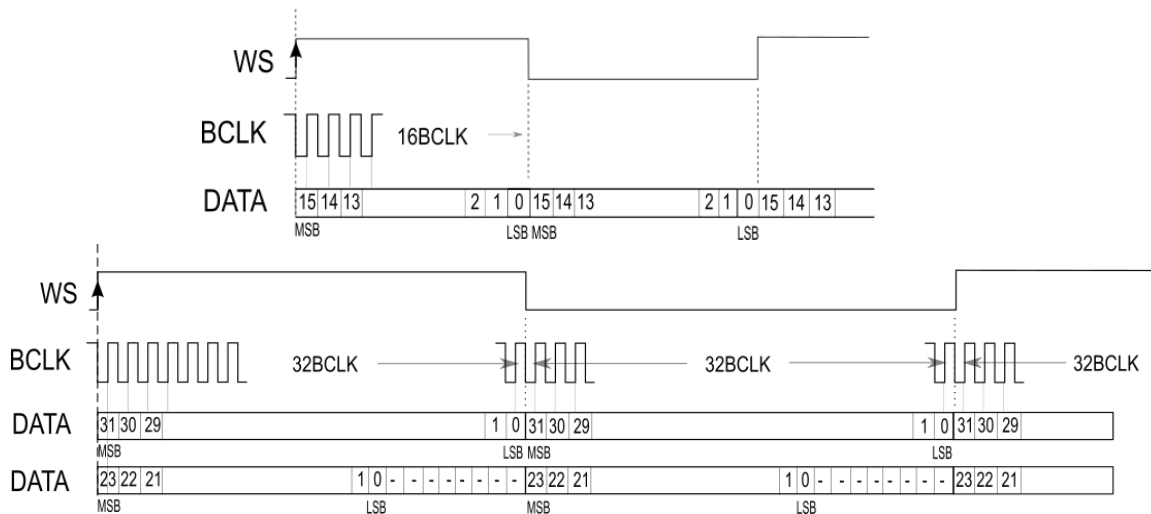 WS
BCLK 16BCLK
DATA 15 14 13 2 1 0 15 14 13 2 1 0 15 14 13
MSB LSB MSB LSB
WS
BCLK 32BCLK 32BCLK 32BCLK
DATA 31 30 29 1 0 31 30 29 1 0 31 30 29
MSB LSB MSB LSB
DATA 23 22 21 1 0 - - - - - - - 23 22 21 1 0 - - - - - - - 23 22 21
MSB LSB MSB LSB